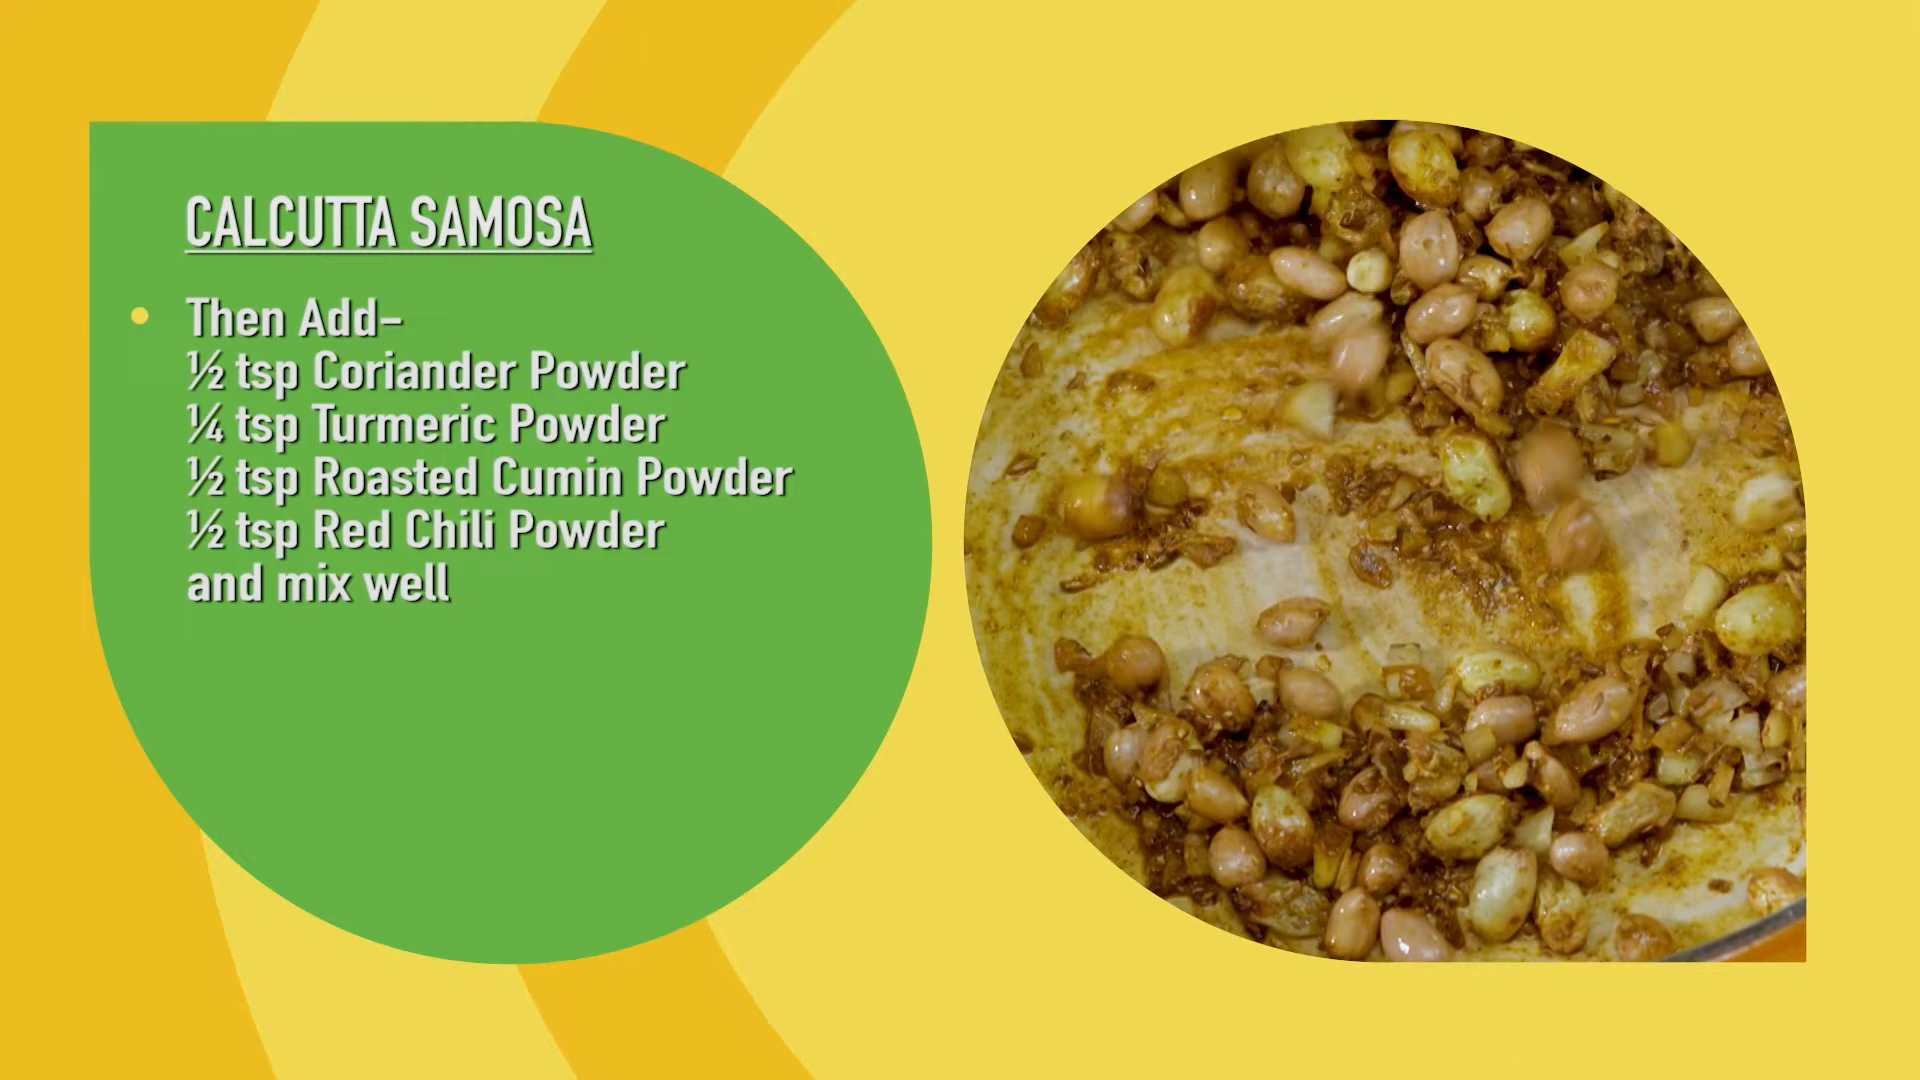 CALCUTTA SAMOSA
Then Add–
½ tsp Coriander Powder
¼ tsp Turmeric Powder
½ tsp Roasted Cumin Powder
½ tsp Red Chili Powder
and mix well